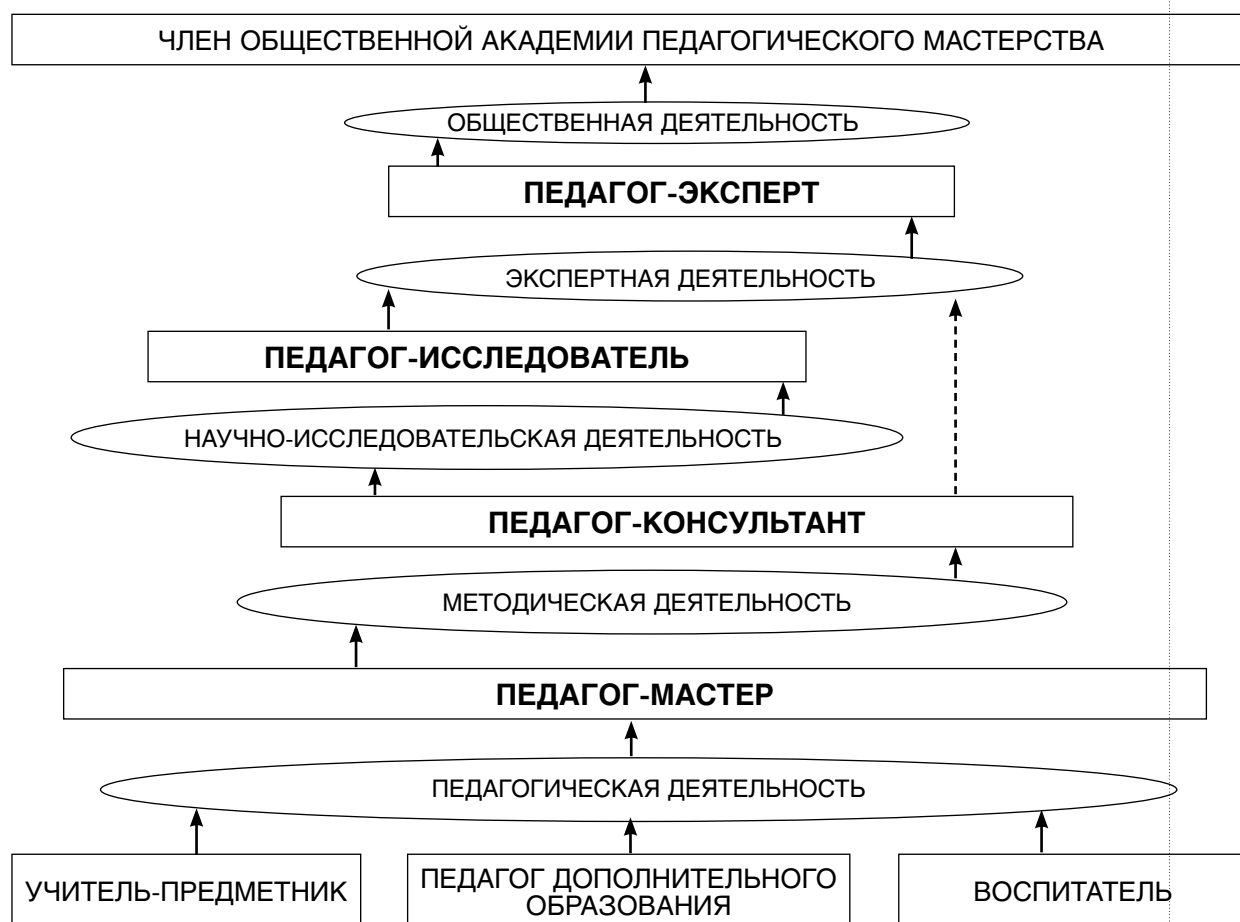 ЧЛЕН ОБЩЕСТВЕННОЙ АКАДЕМИИ ПЕДАГОГИЧЕСКОГО МАСТЕРСТВА
ОБЩЕСТВЕННАЯ ДЕЯТЕЛЬНОСТЬ
ПЕДАГОГ-ЭКСПЕРТ
ЭКСПЕРТНАЯ ДЕЯТЕЛЬНОСТЬ
ПЕДАГОГ-ИССЛЕДОВАТЕЛЬ
НАУЧНО-ИССЛЕДОВАТЕЛЬСКАЯ ДЕЯТЕЛЬНОСТЬ
ПЕДАГОГ-КОНСУЛЬТАНТ
МЕТОДИЧЕСКАЯ ДЕЯТЕЛЬНОСТЬ
ПЕДАГОГ-МАСТЕР
ПЕДАГОГИЧЕСКАЯ ДЕЯТЕЛЬНОСТЬ
УЧИТЕЛЬ-ПРЕДМЕТНИК
ПЕДАГОГ ДОПОЛНИТЕЛЬНОГО
ОБРАЗОВАНИЯ
ВОСПИТАТЕЛЬ